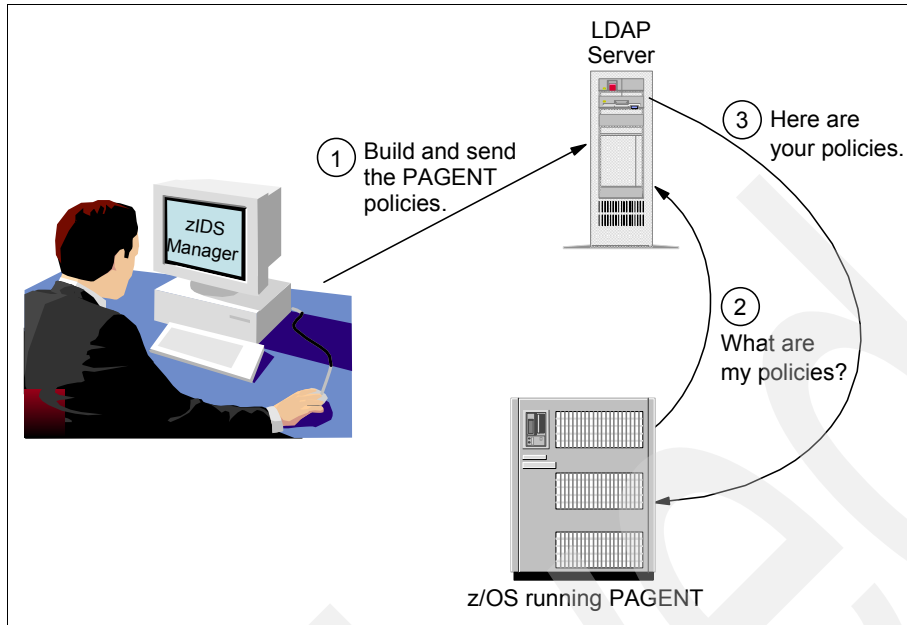 LDAP
Server
1 Build and send
the PAGENT
policies.
3 Here are
your policies.
zIDS
Manager
2
What are
my policies?
z/OS running PAGENT